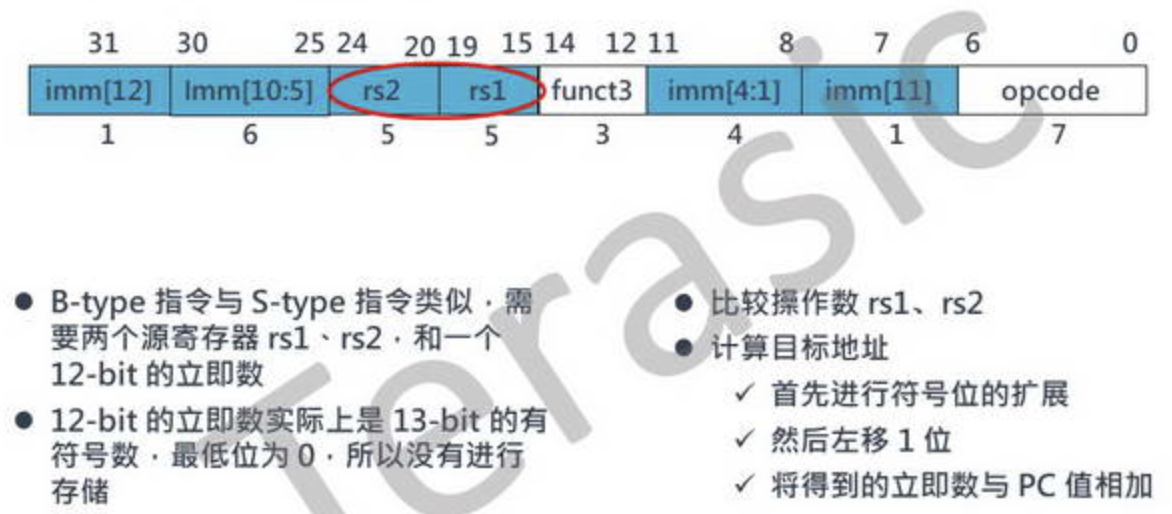 31 30 25 24 20 19 15 14 12 11 8 7 6 0
imm[12] Imm[10:5] rs2 rs1 funct3 imm[4:1] imm[11] opcode
1 6 5 5 3 4 1 7
● B-type 指令与 S-type 指令类似，需
要两个源寄存器 rs1、rs2，和一个
12-bit 的立即数
● 12-bit 的立即数实际上是 13-bit 的有
符号数，最低位为 0，所以没有进行
存储
● 比较操作数 rs1、rs2
● 计算目标地址
✓ 首先进行符号位的扩展
✓ 然后左移 1 位
✓ 将得到的立即数与 PC 值相加
Terasic